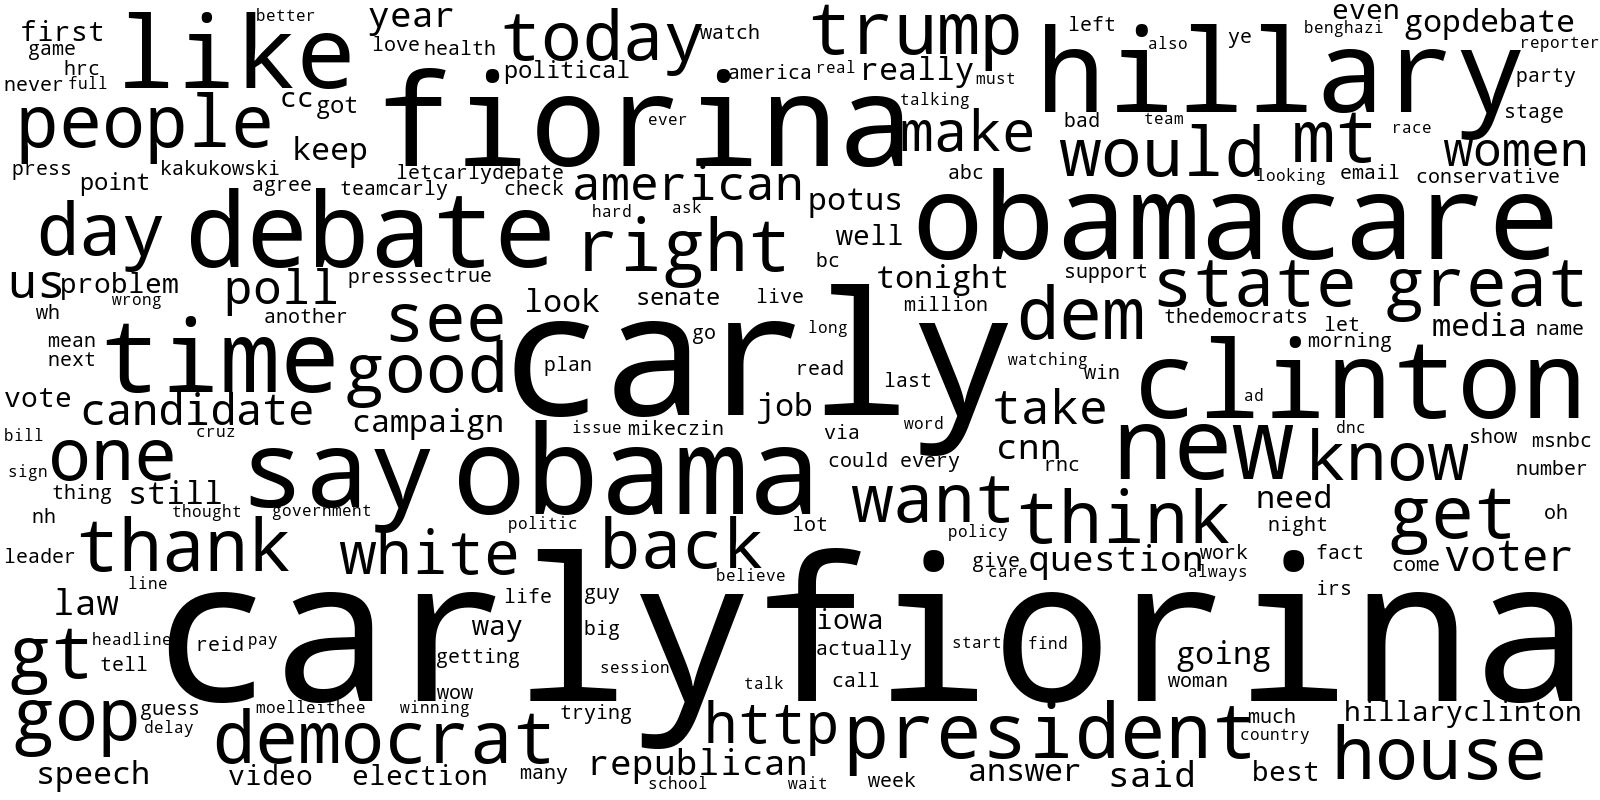 first
better
year
today
watch
trump
left
even
gopdebate
game
like
love
health
also
ye
benghazi
reporter
hrc
political
america
real
really
must
hillary
party
never
full
people
cc
got
fiorina
ever
talking
make
bad
team
would
mt
race
stage
women
keep
press
kakukowski
letcarlydebate
american
abc
looking
email
conservative
point
agree
teamcarly
check
day
debate
hard
ask
right
potus
well
obamacare
us
problem
wrong
poll
presssectrue
bc
tonight
support
state
great
wh
another
see
look
senate
live
million
dem
thedemocrats
let
media
name
mean
next
time
good
carly
go
long
plan
read
last
watching
win
morning
clinton
ad
vote
candidate
campaign
job
take
bill
cruz
issue
mikeczin
via
word
cnn
new
dnc
know
show
msnbc
sign
one
say
obama
could
every
rnc
number
thing
still
want
need
nh
thought
government
politic
lot
policy
think
night
get
oh
leader
thank
white
back
believe
give
care
question
work
always
fact
come
voter
line
law
life
guy
irs
carlyfiorina
gt
headline
reid
pay
way
big
iowa
tell
getting
session
actually
start
find
going
wow
talk
call
woman
gop
guess
delay
moelleithee
winning
trying
http
president
much
country
hillaryclinton
democrat
house
speech
video
election
many
republican
school
wait
week
answer
said
best